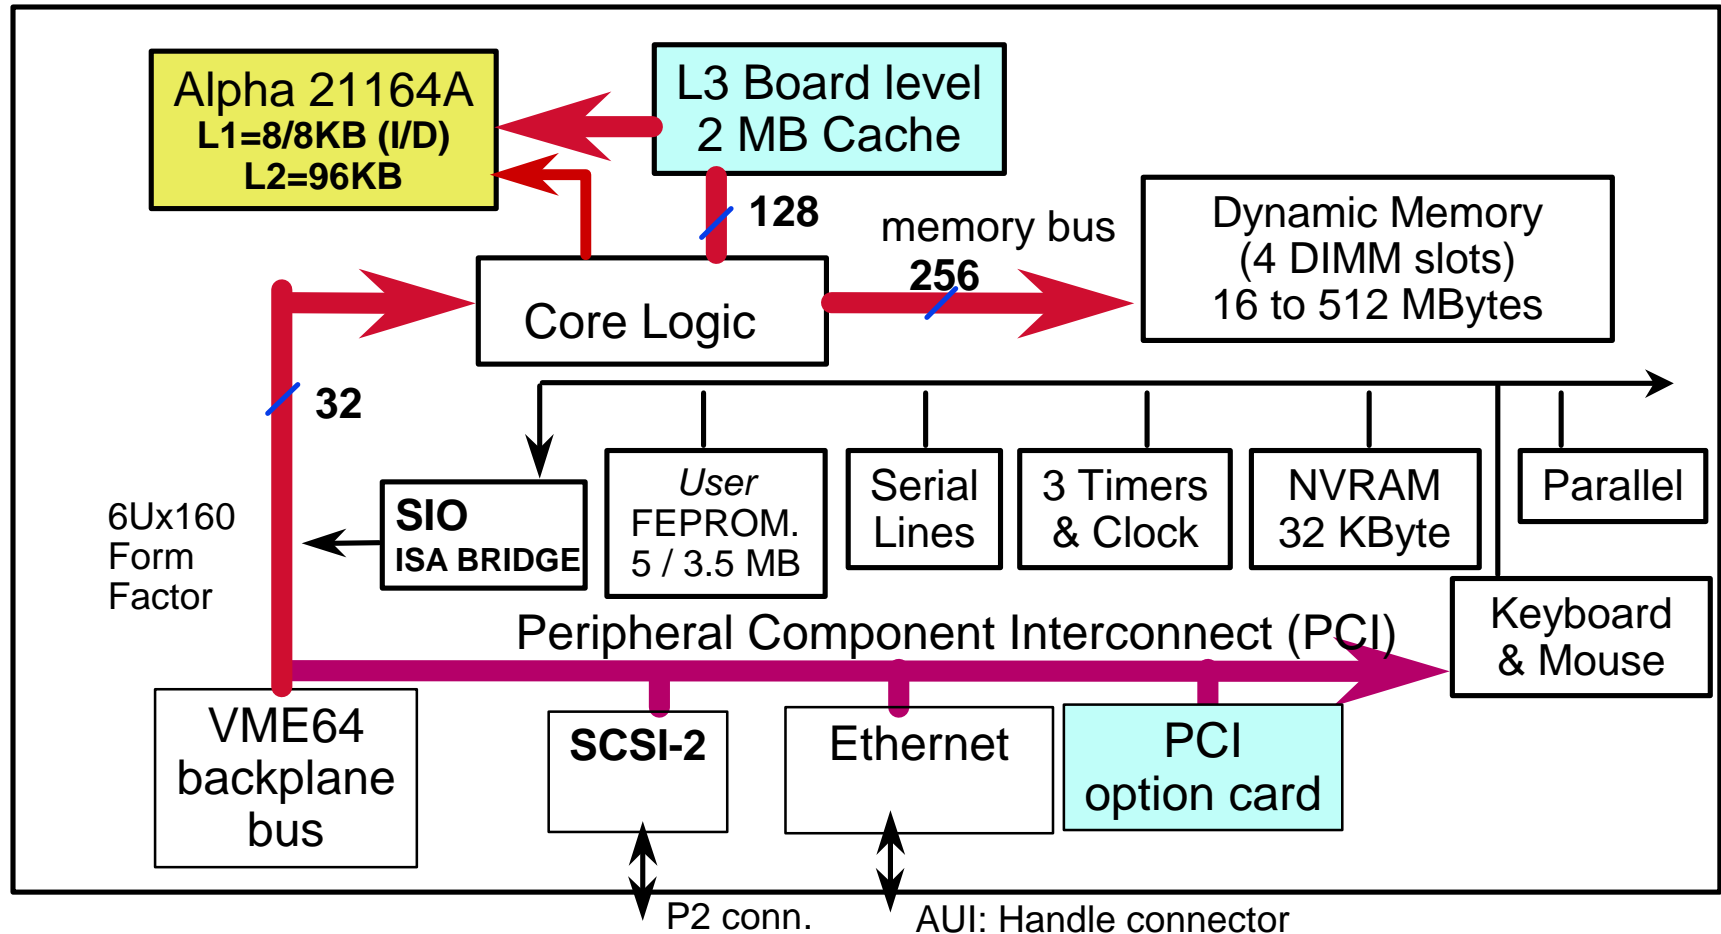 Alpha 21164A
L1=8/8KB (I/D)
L2=96KB
L3 Board level
2 MB Cache
128
memory bus
256
Dynamic Memory
(4 DIMM slots)
16 to 512 MBytes
Core Logic
32
6Ux160
Form
Factor
SIO
ISA BRIDGE
User
FEPROM.
5 / 3.5 MB
Serial
Lines
3 Timers
& Clock
NVRAM
32 KByte
Parallel
Keyboard
& Mouse
Peripheral Component Interconnect (PCI)
VME64
backplane
bus
SCSI-2
Ethernet
PCI
option card
P2 conn.
AUI: Handle connector